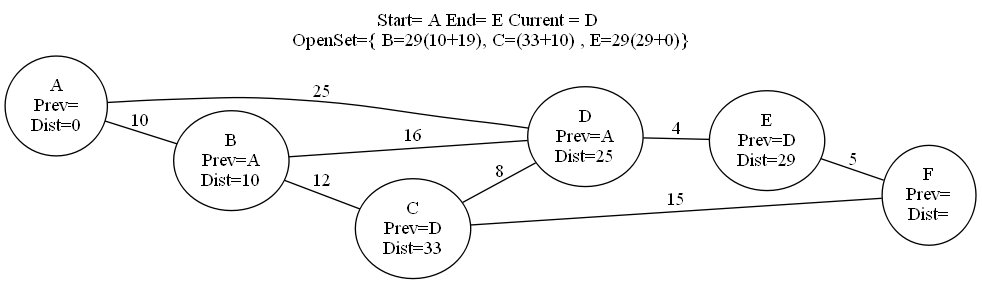 Start= A End= E Current = D
OpenSet={ B=29(10+19), C=(33+10) , E=29(29+0)}
A
Prev=
Dist=0
25
10
B
Prev=A
Dist=10
16
12
C
Prev=D
Dist=33
8
15
D
Prev=A
Dist=25
4
E
Prev=D
Dist=29
5
F
Prev=
Dist=